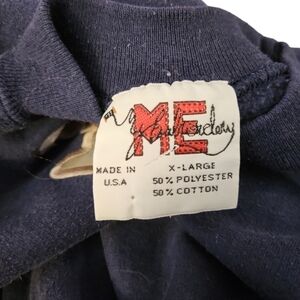 ME
MADE IN
U.S.A
X-LARGE
50% POLYESTER
50% COTTON